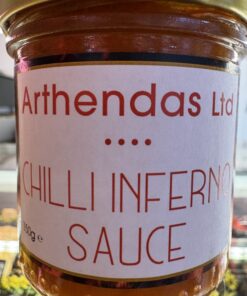 Arthendas Ltd
CHILLI INFERNO
SAUCE